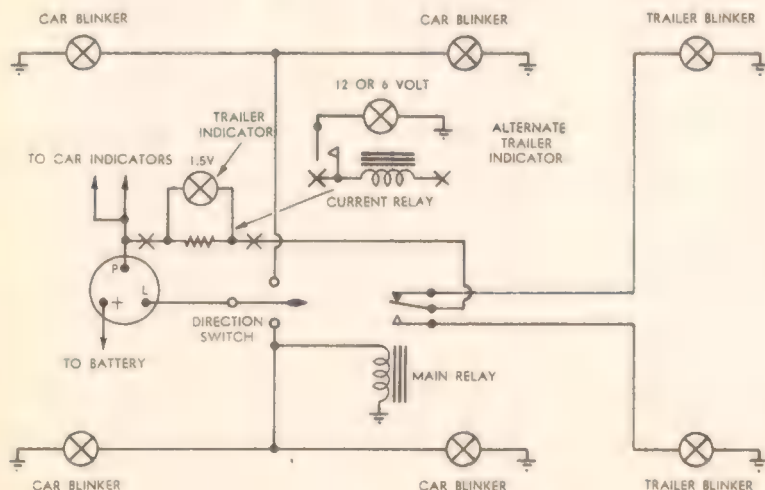 CAR BLINKER
CAR BLINKER
TRAILER BLINKER
12 OR 6 VOLT
TRAILER
INDICATOR
ALTERNATE
TRAILER
INDICATOR
TO CAR INDICATORS
1.5V
CURRENT RELAY
P
L
+
DIRECTION
SWITCH
TO BATTERY
MAIN RELAY
CAR BLINKER
CAR BLINKER
TRAILER BLINKER